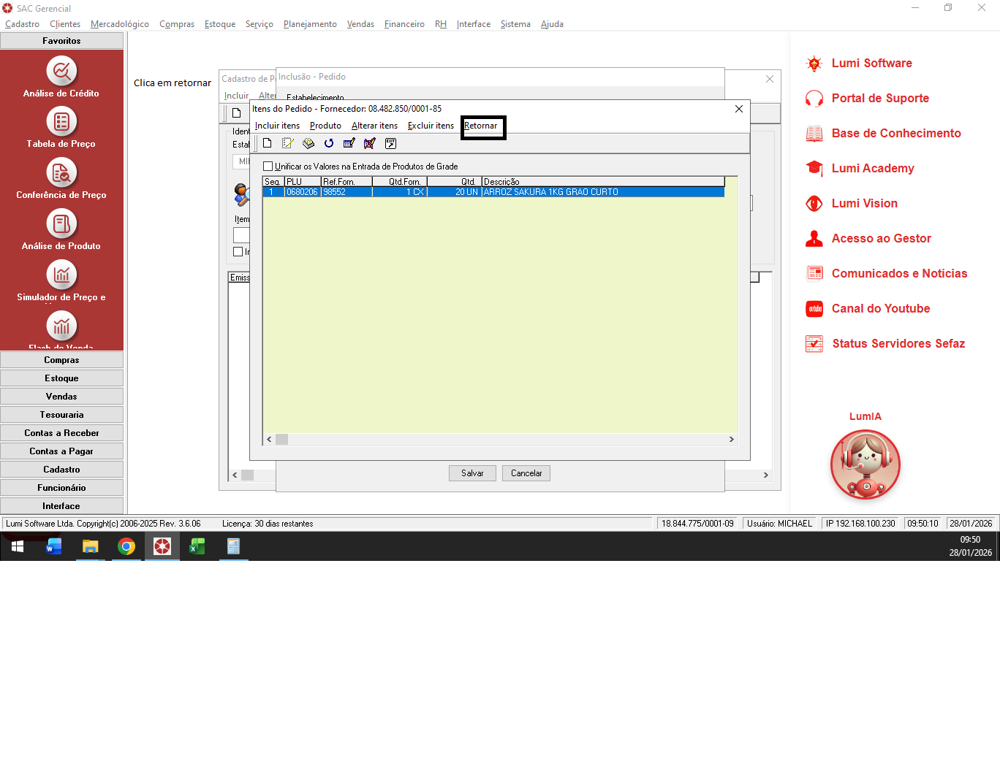 SAC Gerencial
Cadastro Clientes Mercadológico Compras Estoque Serviço Planejamento Vendas Financeiro RH Interface Sistema Ajuda
Favoritos
Análise de Crédito
Tabela de Preço
Conferência de Preço
Análise de Produto
Simulador de Preço e
Compras
Estoque
Vendas
Tesouraria
Contas a Receber
Contas a Pagar
Cadastro
Funcionário
Interface
Clica em retornar
Cadastro de P
Incluir Alter
Inclusão - Pedido
Estabelecimento
Itens do Pedido - Fornecedor: 08.482.850/0001-85
Incluir itens Produto Alterar itens Excluir itens Retornar
EXIT
Unificar os Valores na Entrada de Produtos de Grade
Seq. PLU Ref.Forn. Qtd.Forn. Qtd. Descrição
1 0680206 98552 1 CX 20 UN ARROZ SAKURA 1KG GRAO CURTO
Ident
Estal
Item
Emiss
Salvar Cancelar
Lumi Software
Portal de Suporte
Base de Conhecimento
Lumi Academy
Lumi Vision
Acesso ao Gestor
Comunicados e Notícias
Canal do Youtube
Status Servidores Sefaz
LumIA
Lumi Software Ltda. Copyright(c) 2006-2025 Rev. 3.6.06 Licença: 30 dias restantes 18.844.775/0001-09 Usuário: MICHAEL IP 192.168.100.230 09:50:10 28/01/2026
09:50
28/01/2026